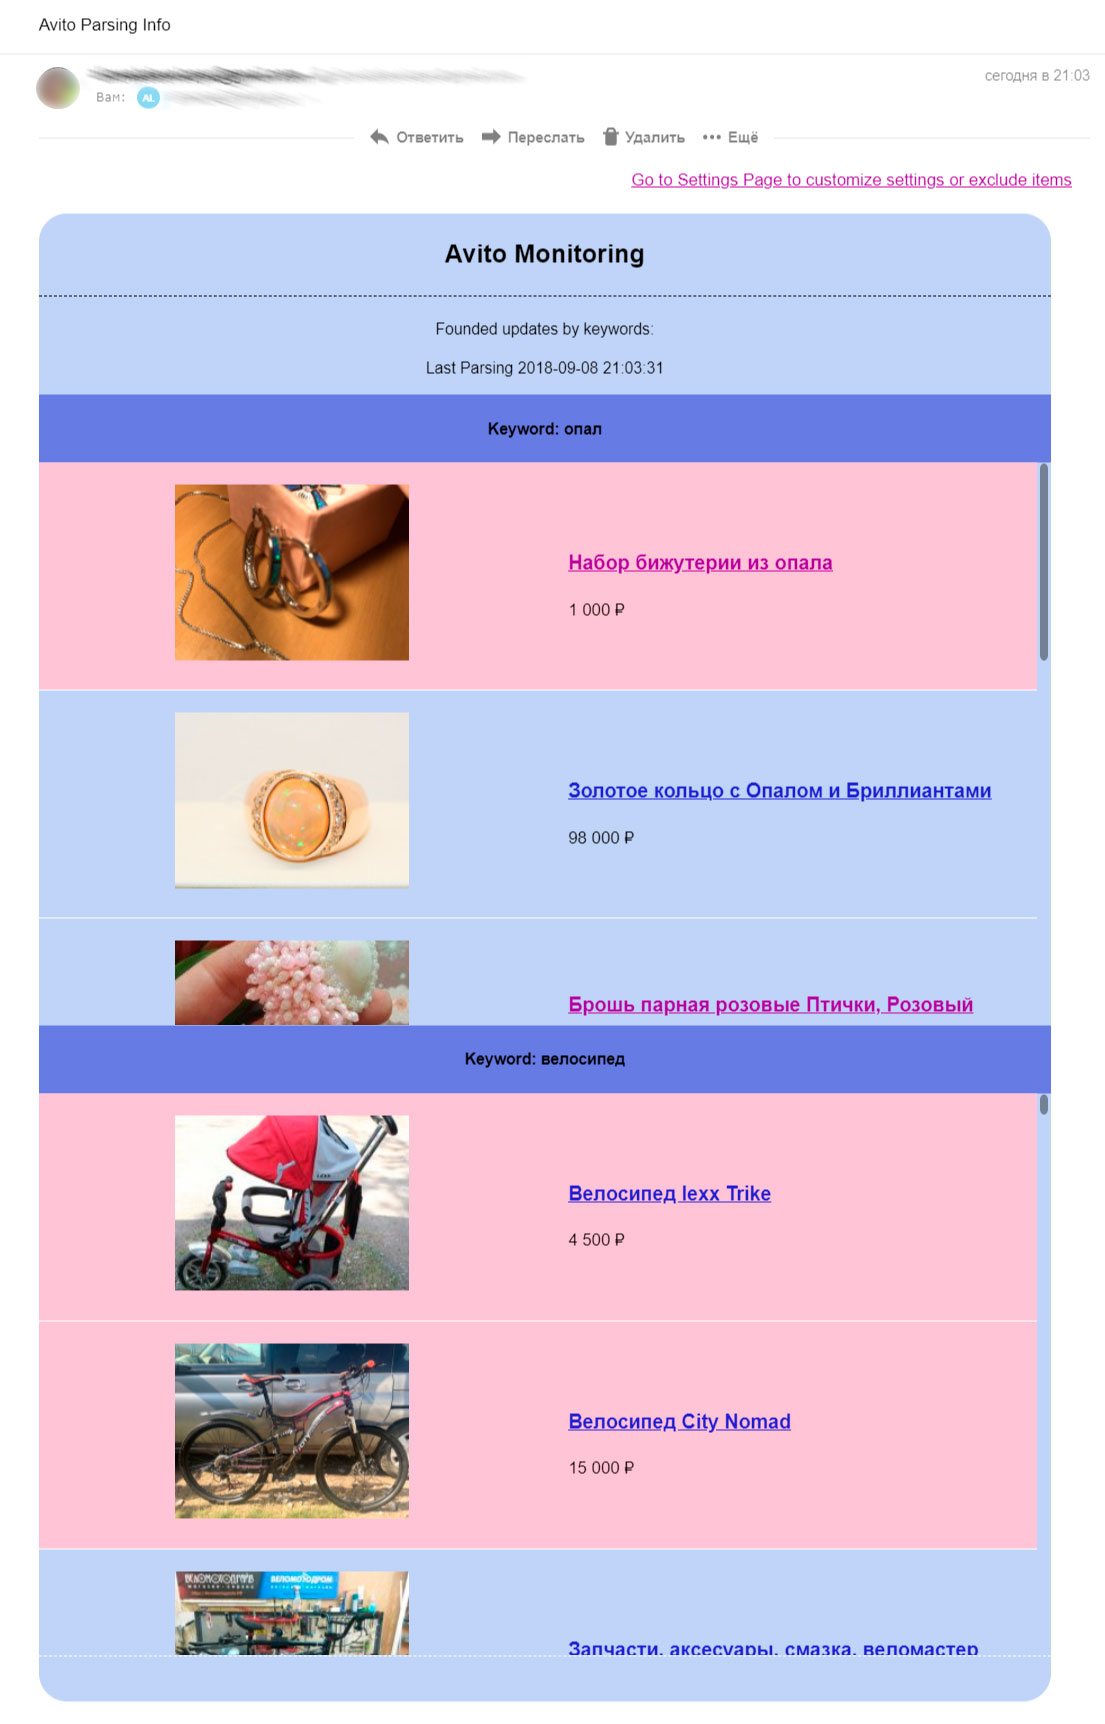 Avito Parsing Info
сегодня в 21:03
Вам: AL
Ответить Переслать Удалить Ещё
Go to Settings Page to customize settings or exclude items
Avito Monitoring
Founded updates by keywords:
Last Parsing 2018-09-08 21:03:31
Keyword: опал
Набор бижутерии из опала
1 000 ₽
Золотое кольцо с Опалом и Бриллиантами
98 000 ₽
Брошь парная розовые Птички, Розовый
Keyword: велосипед
LEXX
Велосипед lexx Trike
4 500 ₽
Велосипед City Nomad
15 000 ₽
ВЕЛОМОЗОДРОМ
Запчасти, аксесуары, смазка, веломастер